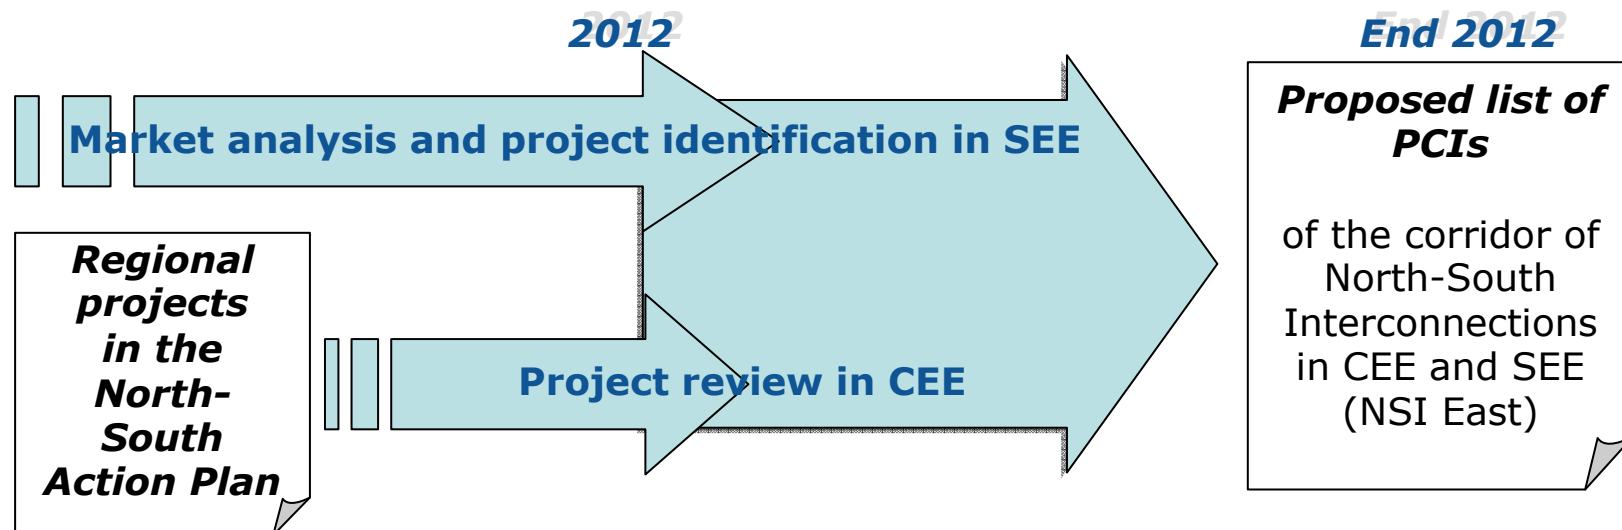 2012
End 2012
Market analysis and project identification in SEE
Regional
projects
in the
North-
South
Action Plan
Project review in CEE
Proposed list of
PCIs
of the corridor of
North-South
Interconnections
in CEE and SEE
(NSI East)